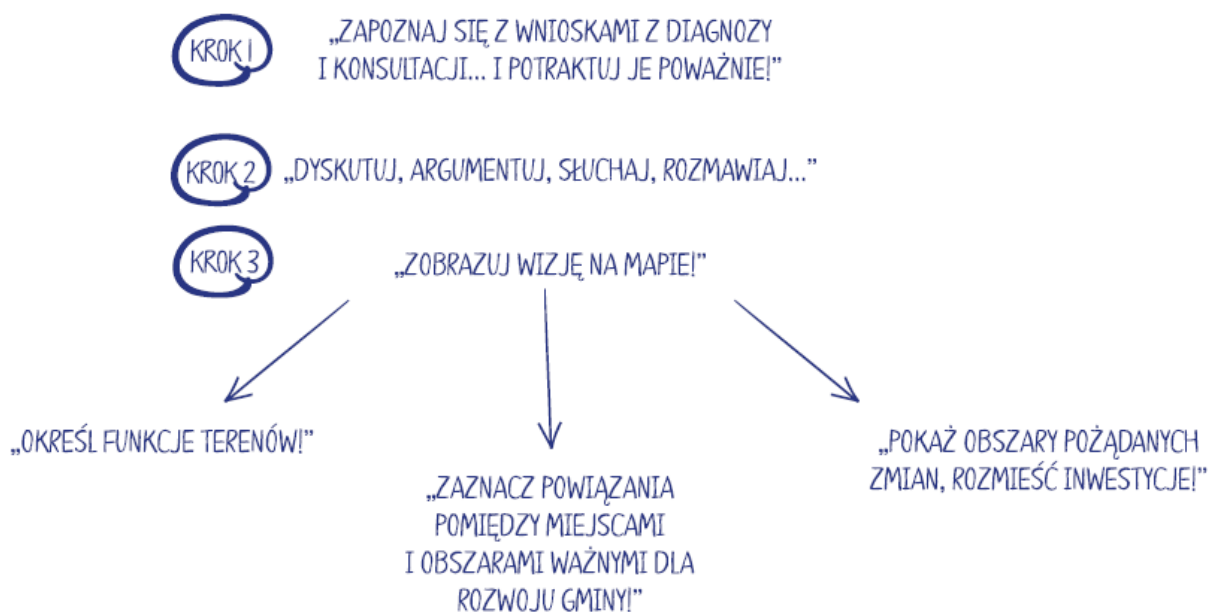 KROK 1
„ZAPOZNAJ SIĘ Z WNIOSKAMI Z DIAGNOZY
I KONSULTACJI... I POTRAKTUJ JE POWAŻNIE!”
KROK 2
„DYSKUTUJ, ARGUMENTUJ, SŁUCHAJ, ROZMAWIAJ...”
KROK 3
„ZOBRAZUJ WIZJĘ NA MAPIE!”
„OKREŚL FUNKCJE TERENÓW!”
„ZAZNACZ POWIĄZANIA
POMIĘDZY MIEJSCAMI
I OBSZARAMI WAŻNYMI DLA
ROZWOJU GMINY!”
„POKAŻ OBSZARY POŻĄDANYCH
ZMIAN, ROZMIEŚĆ INWESTYCJE!”